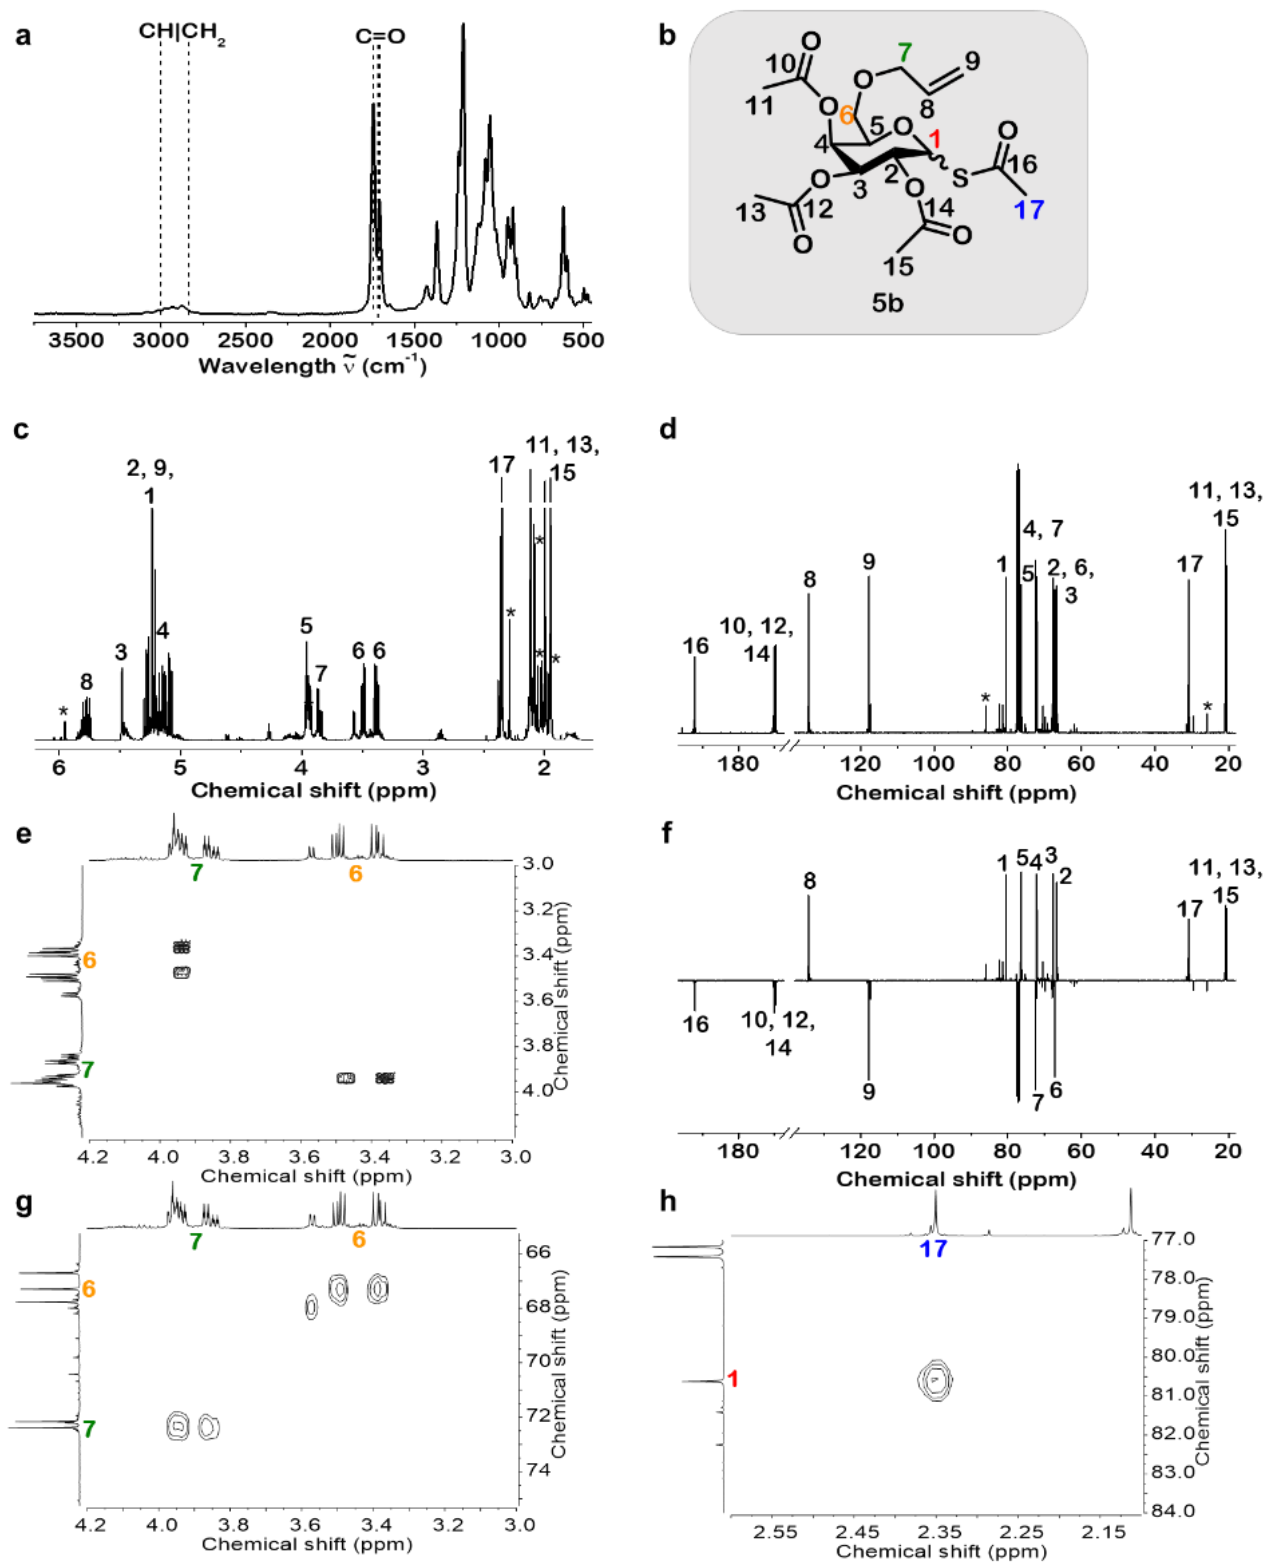 a
CH|CH2
C=O
3500 3000 2500 2000 1500 1000 500
Wavelength ṽ (cm-1)
b
O
7
10
O
9
11
O
6
8
5
O
1
O
4
16
O
3
2
O
S
13
12
14
17
O
O
15
5b
c
2, 9,
1
17
11, 13,
15
*
*
5
4
3
8
7
6
6
*
*
*
6 5 4 3 2
Chemical shift (ppm)
d
11, 13,
15
4, 7
8
9
1
5
2, 6,
3
17
10, 12,
14
16
*
*
180 120 100 80 60 40 20
Chemical shift (ppm)
e
7
6
3.0
3.2
3.4
3.6
3.8
4.0
6
7
Chemical shift (ppm)
4.2 4.0 3.8 3.6 3.4 3.2 3.0
Chemical shift (ppm)
f
8
1
5
4
3
2
11, 13,
15
17
16
10, 12,
14
9
7
6
180 120 100 80 60 40 20
Chemical shift (ppm)
g
7
6
66
68
70
72
74
6
7
Chemical shift (ppm)
4.2 4.0 3.8 3.6 3.4 3.2 3.0
Chemical shift (ppm)
h
17
77.0
78.0
79.0
80.0
81.0
82.0
83.0
84.0
1
Chemical shift (ppm)
2.55 2.45 2.35 2.25 2.15
Chemical shift (ppm)